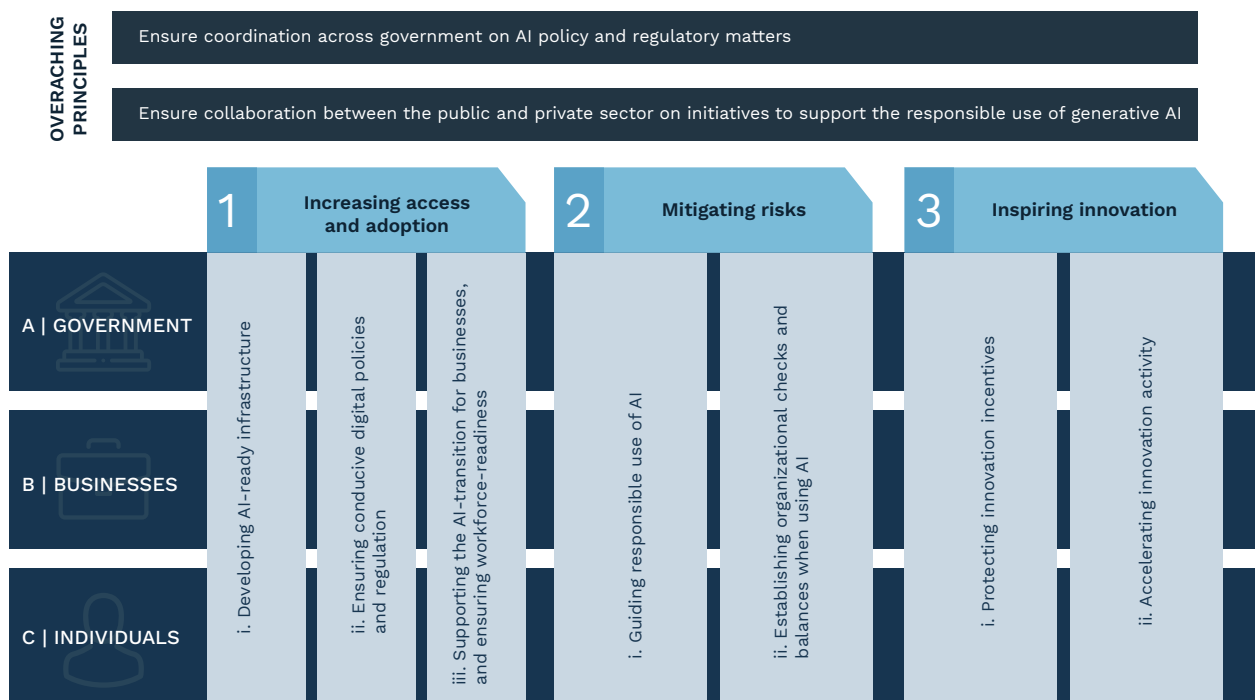 OVERACHING
PRINCIPLES
Ensure coordination across government on AI policy and regulatory matters
Ensure collaboration between the public and private sector on initiatives to support the responsible use of generative AI
1
Increasing access
and adoption
2
Mitigating risks
3
Inspiring innovation
A | GOVERNMENT
B | BUSINESSES
C | INDIVIDUALS
i. Developing AI-ready infrastructure
ii. Ensuring conducive digital policies
and regulation
iii. Supporting the AI-transition for businesses,
and ensuring workforce-readiness
i. Guiding responsible use of AI
ii. Establishing organizational checks and
balances when using AI
i. Protecting innovation incentives
ii. Accelerating innovation activity